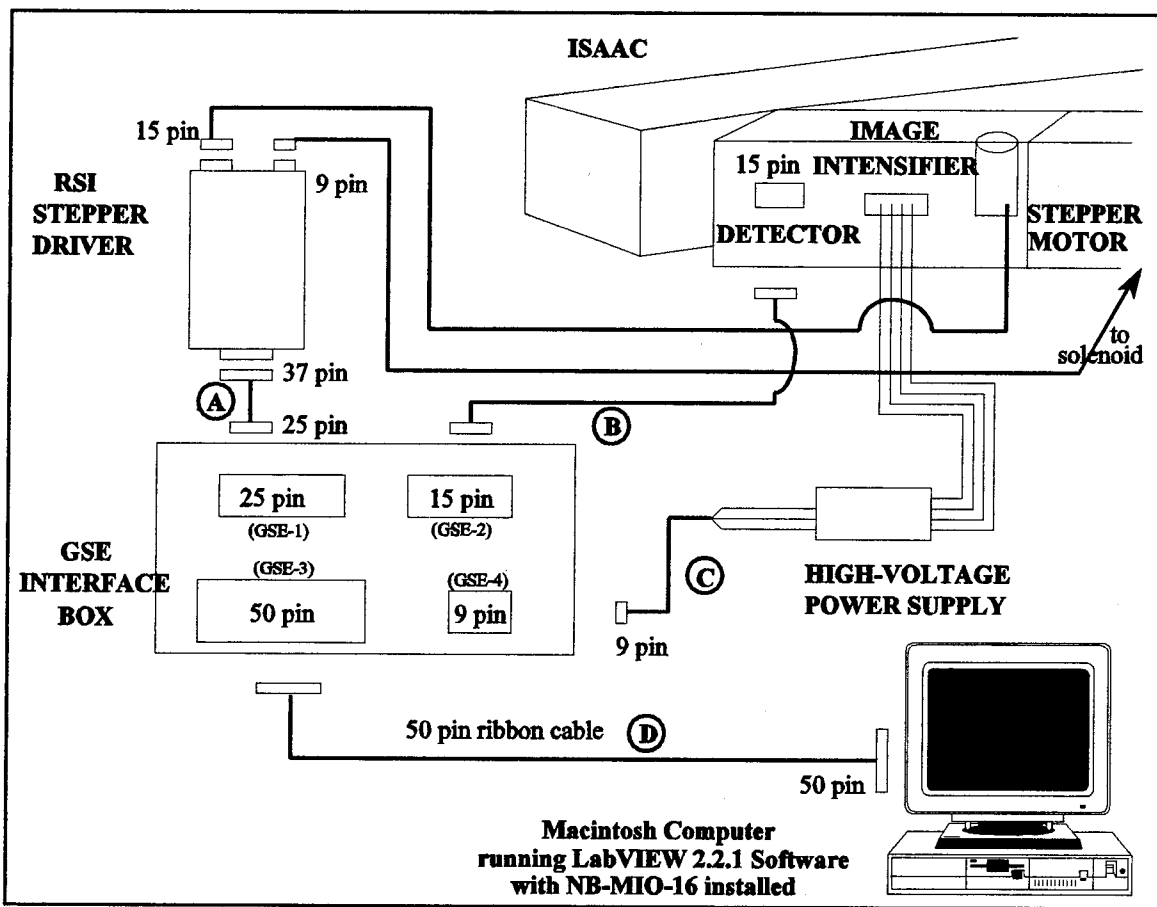 ISAAC
15 pin
RSI
STEPPER
DRIVER
9 pin
IMAGE
INTENSIFIER
15 pin
DETECTOR
STEPPER
MOTOR
to
solenoid
37 pin
A
25 pin
B
25 pin
(GSE-1)
15 pin
(GSE-2)
GSE
INTERFACE
BOX
(GSE-3)
50 pin
(GSE-4)
9 pin
C
9 pin
HIGH-VOLTAGE
POWER SUPPLY
50 pin ribbon cable
D
50 pin
Macintosh Computer
running LabVIEW 2.2.1 Software
with NB-MIO-16 installed